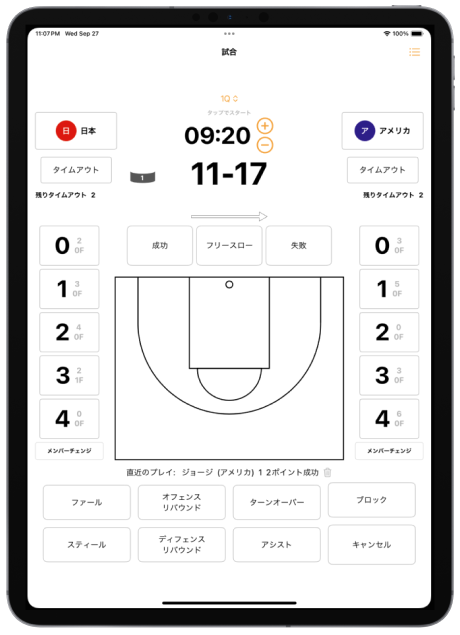 11:07 PM Wed Sep 27
100%
試合
1Q
タップでスタート
日 日本
09:20
ア アメリカ
タイムアウト
1
11-17
タイムアウト
残りタイムアウト 2
残りタイムアウト 2
0 2 0F
成功
フリースロー
失敗
0 3 0F
1 3 0F
1 5 0F
2 4 0F
2 0 0F
3 2 1F
3 3 0F
4 0 0F
4 6 0F
メンバーチェンジ
メンバーチェンジ
直近のプレイ: ジョージ (アメリカ) 1 2ポイント成功
ファール
オフェンス
リバウンド
ターンオーバー
ブロック
スティール
ディフェンス
リバウンド
アシスト
キャンセル